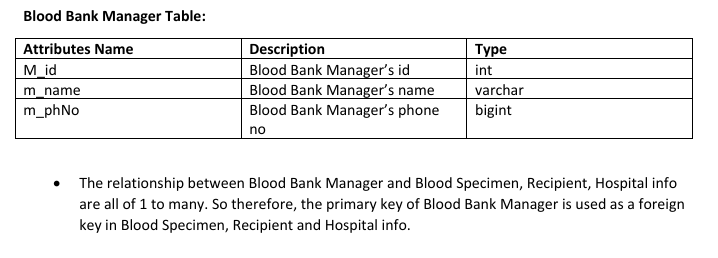 Blood Bank Manager Table:
Attributes Name Description Type
M_id Blood Bank Manager's id int
m_name Blood Bank Manager's name varchar
m_phNo Blood Bank Manager's phone bigint
no
• The relationship between Blood Bank Manager and Blood Specimen, Recipient, Hospital info
are all of 1 to many. So therefore, the primary key of Blood Bank Manager is used as a foreign
key in Blood Specimen, Recipient and Hospital info.